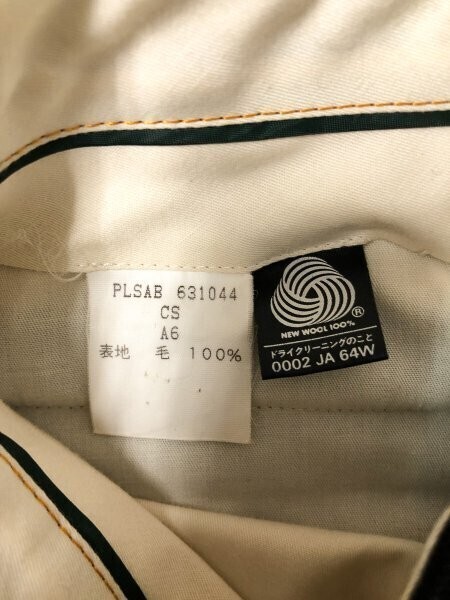 PLSAB 631044
CS
A6
表地 毛 100%
NEW WOOL 100%
®
ドライクリーニングのこと
0002 JA 64W